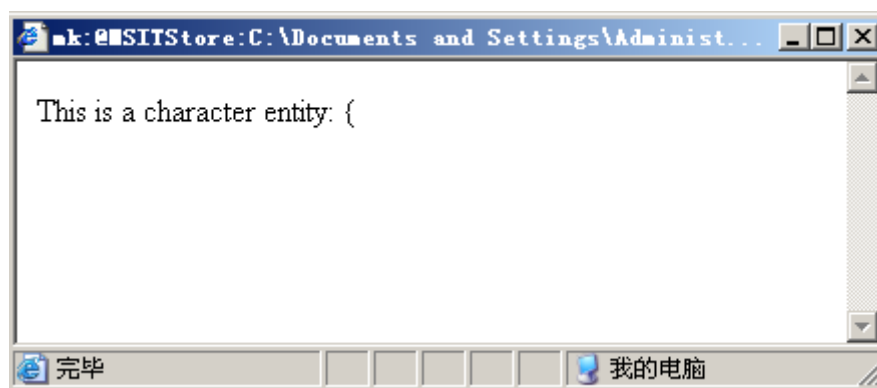 mk:@MSITStore:C:\Documents and Settings\Administ...
This is a character entity: {
完毕
我的电脑